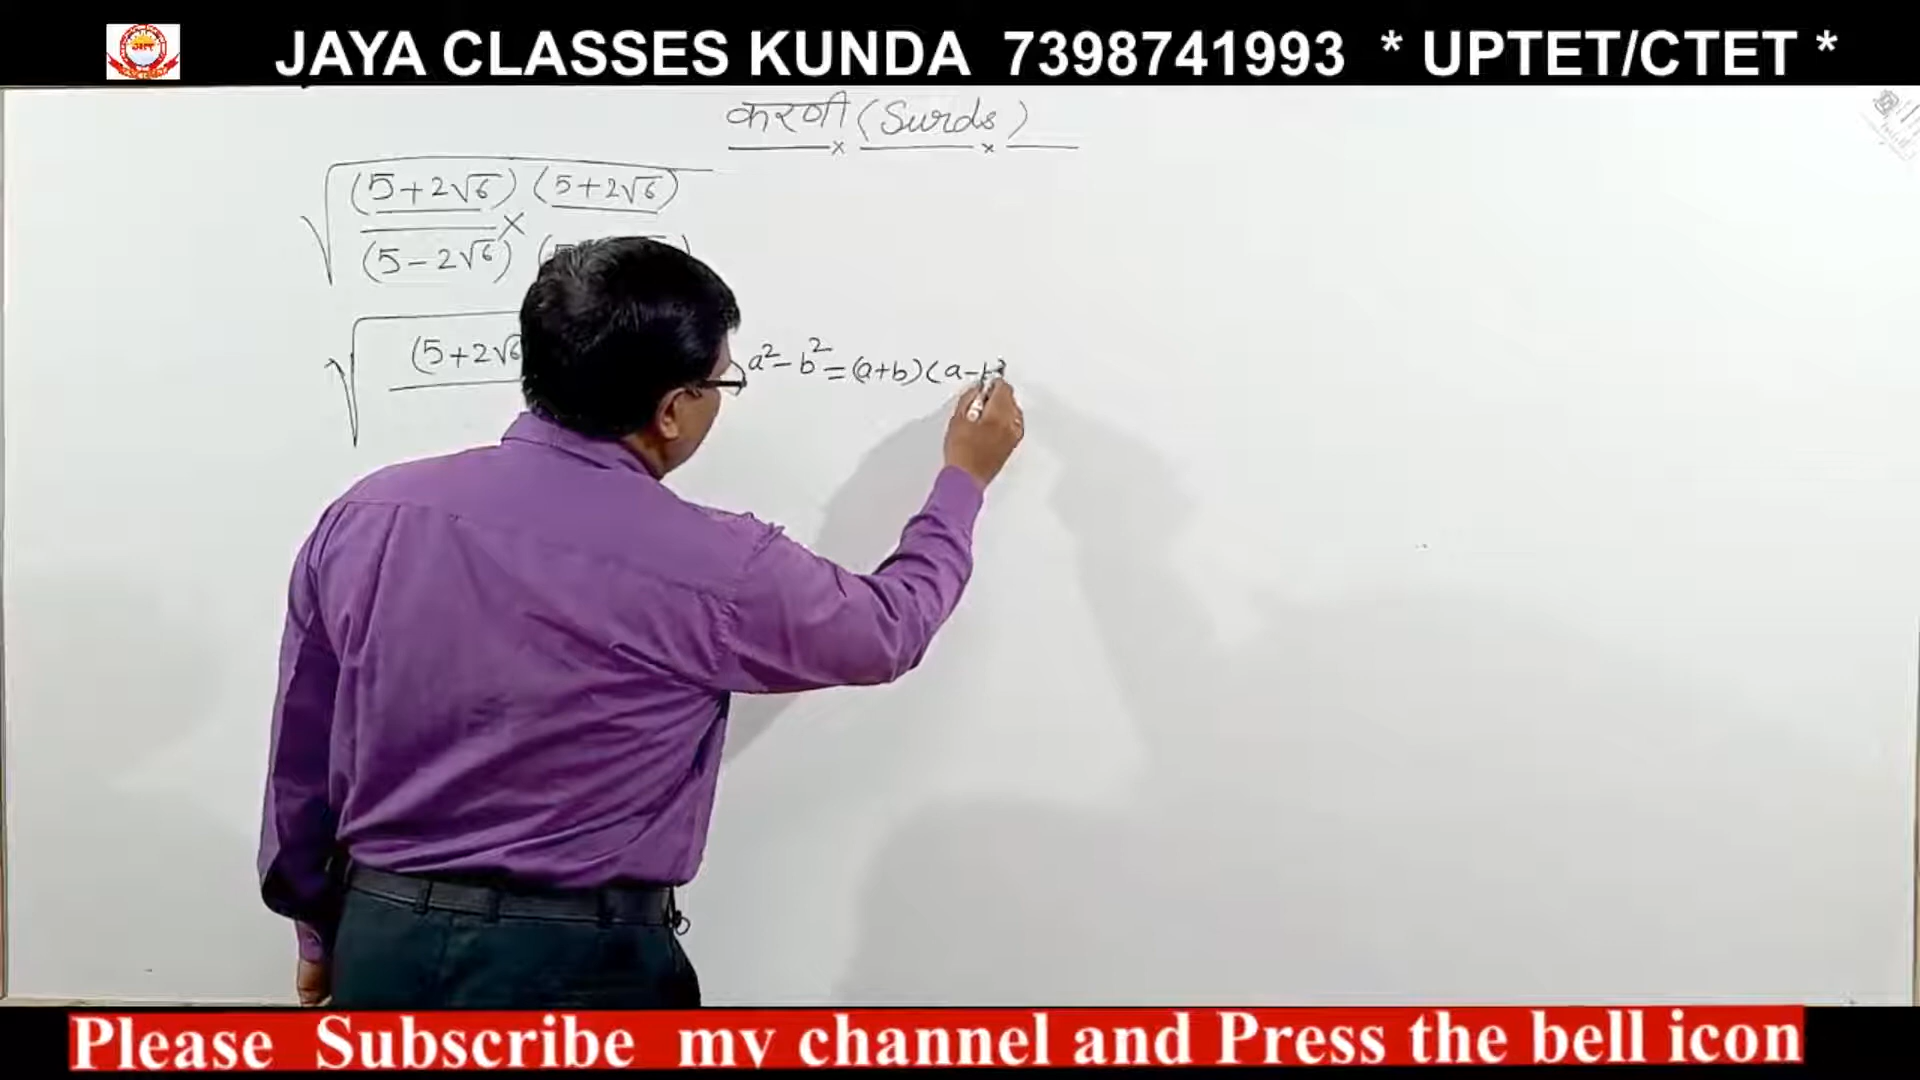 JAYA CLASSES KUNDA 7398741993 * UPTET/CTET *
करणी (Surds)
√ (5+2√6) (5+2√6)
×
(5-2√6) (
√ (5+2√6
a²-b²=(a+b)(a-b
Please Subscribe my channel and Press the bell icon